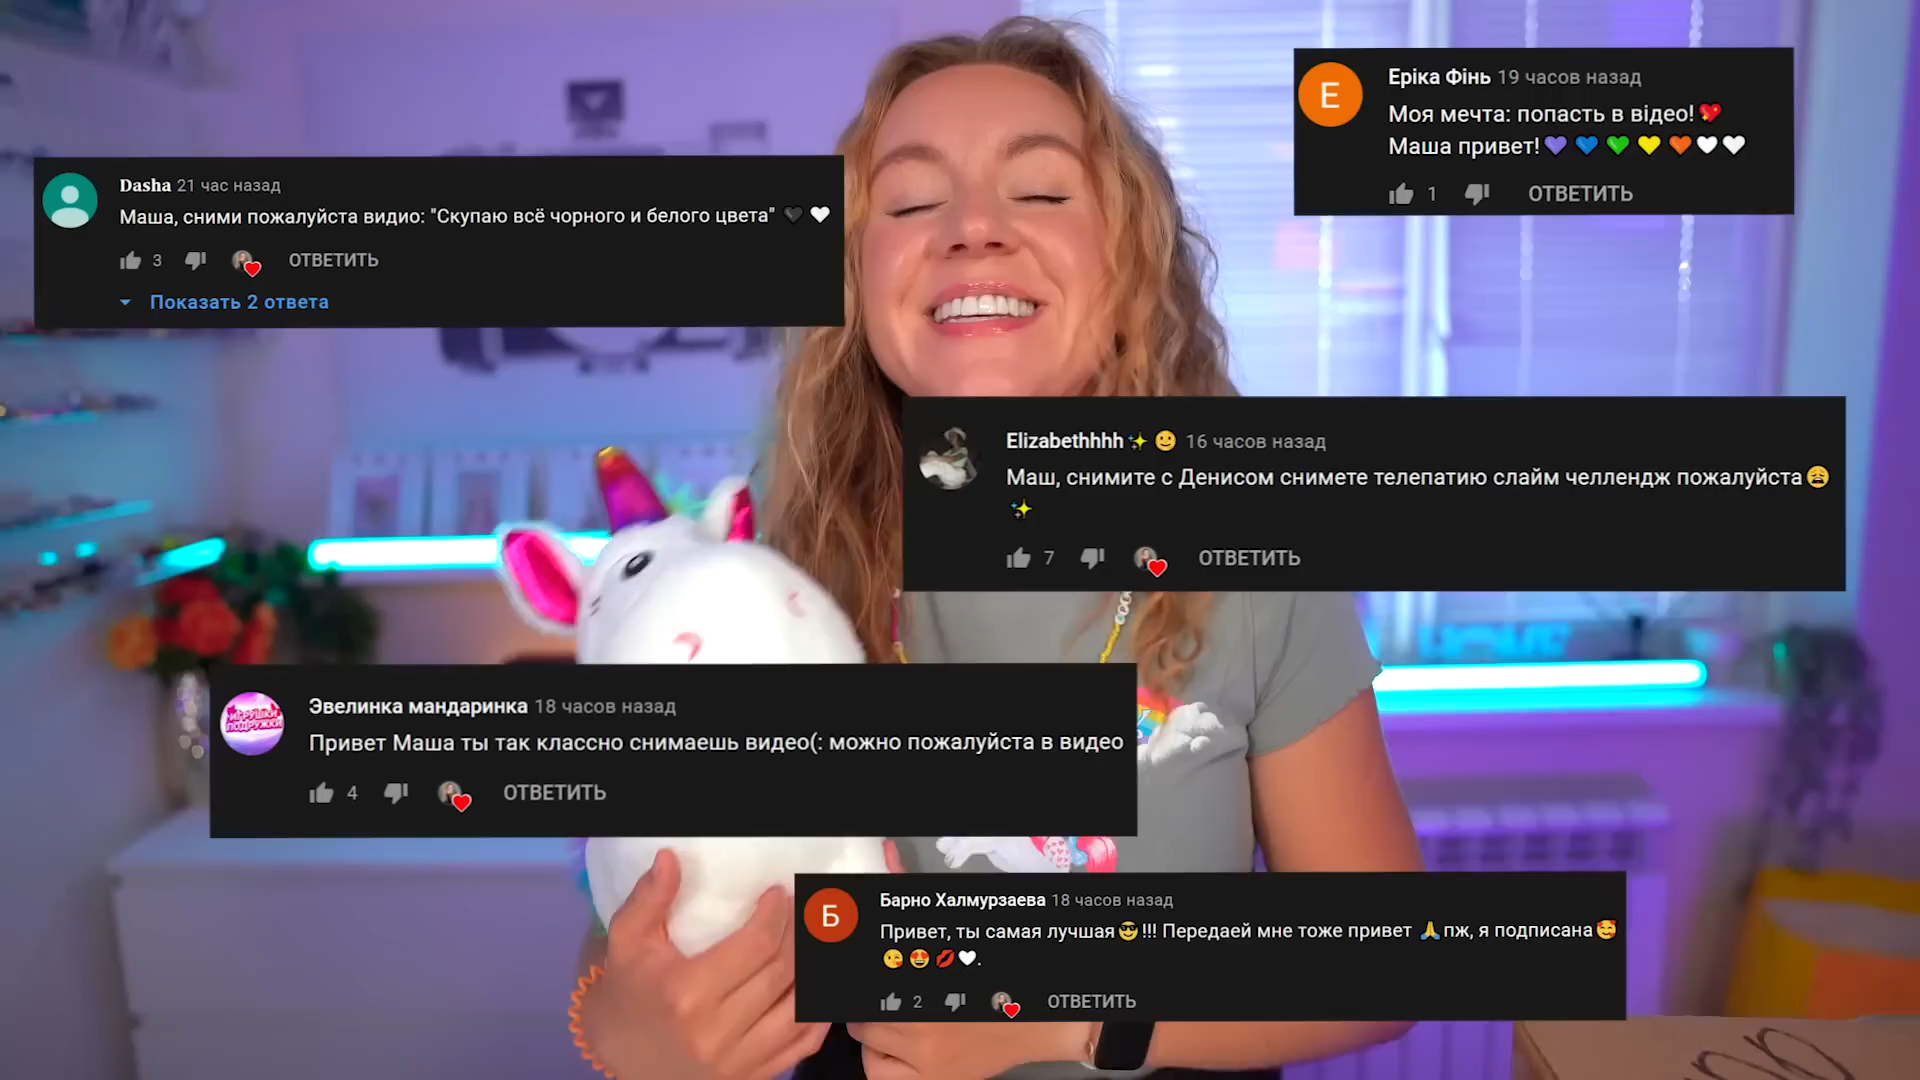 Dasha 21 час назад
Маша, сними пожалуйста видио: "Скупаю всё чорного и белого цвета" 🖤 🤍
3 ОТВЕТИТЬ
Показать 2 ответа
E
Еріка Фінь 19 часов назад
Моя мечта: попасть в відео!💖
Маша привет!💜 💙 💚 💛 🧡 🤍 🤍
1 ОТВЕТИТЬ
Elizabethhhh✨ 🙂 16 часов назад
Маш, снимите с Денисом снимете телепатию слайм челлендж пожалуйста😩
✨
7 ОТВЕТИТЬ
HOME
ИГРУШКИ
ПОДРУЖКИ
Эвелинка мандаринка 18 часов назад
Привет Маша ты так классно снимаешь видео(: можно пожалуйста в видео
4 ОТВЕТИТЬ
Б
Барно Халмурзаева 18 часов назад
Привет, ты самая лучшая😎!!! Передаей мне тоже привет 🙏пж, я подписана🥰
😘 😍 💋🤍.
2 ОТВЕТИТЬ